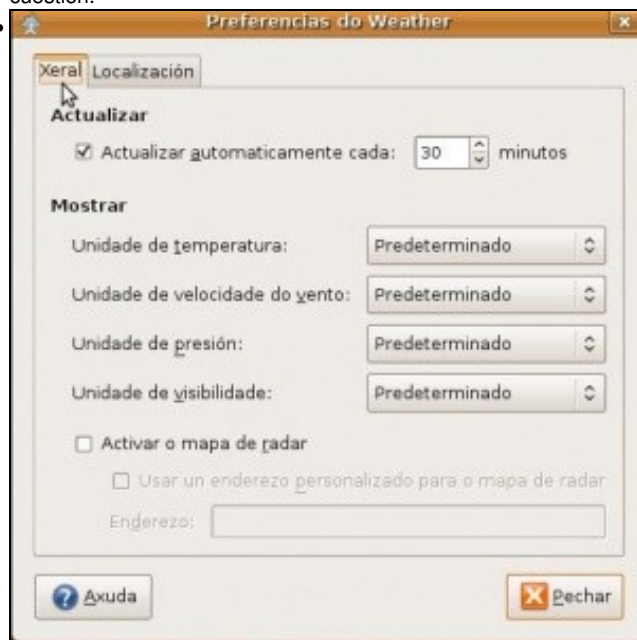 cuestión.
Preferencias do Weather
Xeral Localización
Actualizar
Actualizar automaticamente cada: 30 minutos
Mostrar
Unidade de temperatura: Predeterminado
Unidade de velocidade do vento: Predeterminado
Unidade de presión: Predeterminado
Unidade de visibilidade: Predeterminado
Activar o mapa de radar
Usar un enderezo personalizado para o mapa de radar
Enderezo:
Axuda Pechar